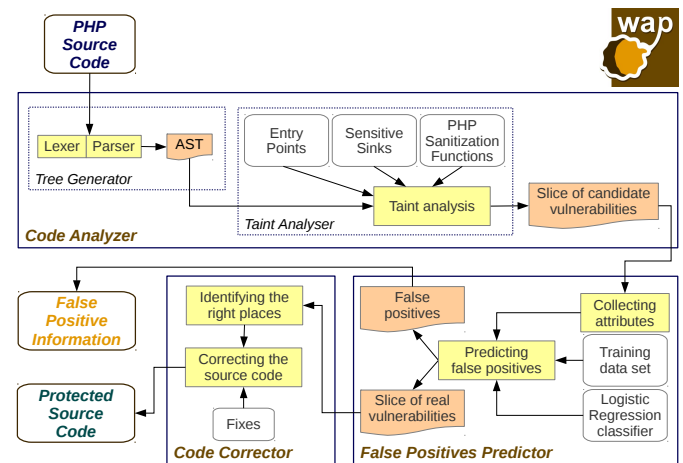 PHP
Source
Code
wap
Lexer
Parser
AST
Tree Generator
Entry
Points
Sensitive
Sinks
PHP
Sanitization
Functions
Taint analysis
Taint Analyser
Slice of candidate
vulnerabilities
Code Analyzer
False
Positive
Information
Identifying the
right places
False
positives
Collecting
attributes
Correcting the
source code
Predicting
false positives
Training
data set
Protected
Source
Code
Fixes
Slice of real
vulnerabilities
Logistic
Regression
classifier
Code Corrector
False Positives Predictor